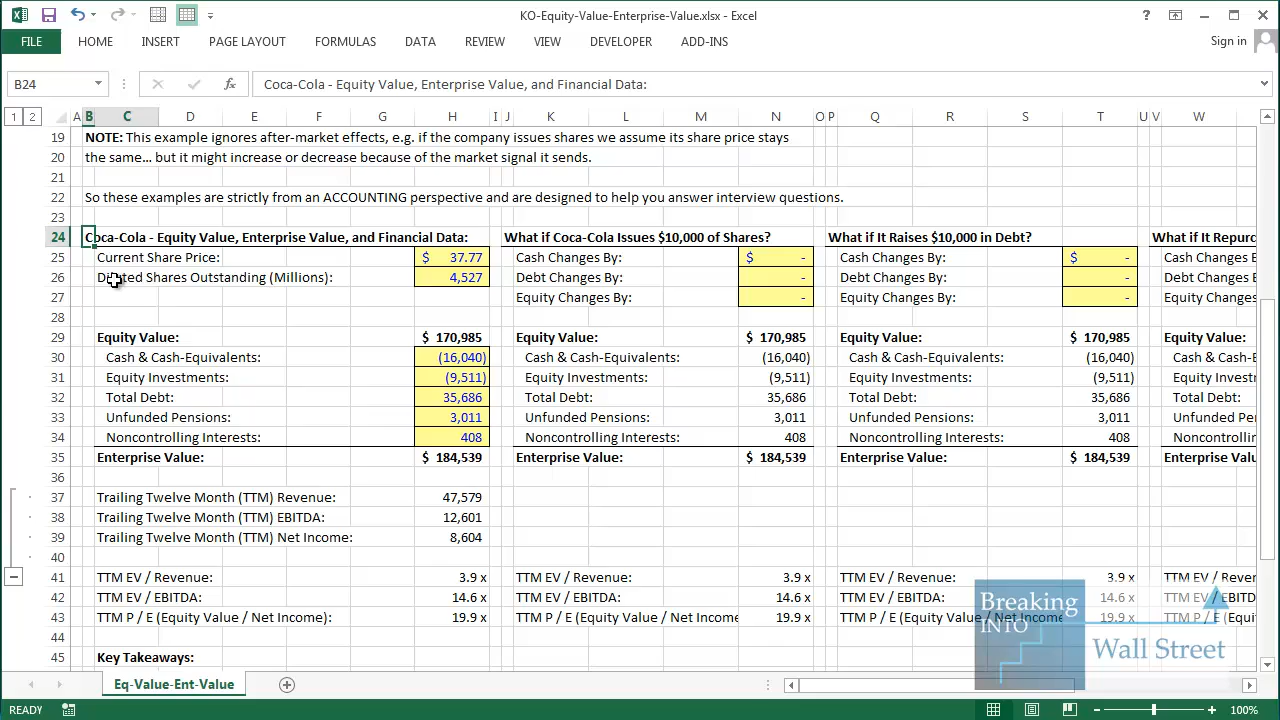 KO-Equity-Value-Enterprise-Value.xlsx - Excel
FILE HOME INSERT PAGE LAYOUT FORMULAS DATA REVIEW VIEW DEVELOPER ADD-INS Sign in
B24 fx Coca-Cola - Equity Value, Enterprise Value, and Financial Data:
1 2 A B C D E F G H I J K L M N O P Q R S T U V W
19 NOTE: This example ignores after-market effects, e.g. if the company issues shares we assume its share price stays
20 the same... but it might increase or decrease because of the market signal it sends.
21
22 So these examples are strictly from an ACCOUNTING perspective and are designed to help you answer interview questions.
23
24 Coca-Cola - Equity Value, Enterprise Value, and Financial Data: What if Coca-Cola Issues $10,000 of Shares? What if It Raises $10,000 in Debt? What if It Repurc
25 Current Share Price: $ 37.77 Cash Changes By: $ - Cash Changes By: $ - Cash Changes B
26 Diluted Shares Outstanding (Millions): 4,527 Debt Changes By: - Debt Changes By: - Debt Changes B
27 Equity Changes By: - Equity Changes By: - Equity Changes
28
29 Equity Value: $ 170,985 Equity Value: $ 170,985 Equity Value: $ 170,985 Equity Value:
30 Cash & Cash-Equivalents: (16,040) Cash & Cash-Equivalents: (16,040) Cash & Cash-Equivalents: (16,040) Cash & Cash-E
31 Equity Investments: (9,511) Equity Investments: (9,511) Equity Investments: (9,511) Equity Investr
32 Total Debt: 35,686 Total Debt: 35,686 Total Debt: 35,686 Total Debt:
33 Unfunded Pensions: 3,011 Unfunded Pensions: 3,011 Unfunded Pensions: 3,011 Unfunded Pe
34 Noncontrolling Interests: 408 Noncontrolling Interests: 408 Noncontrolling Interests: 408 Noncontrollin
35 Enterprise Value: $ 184,539 Enterprise Value: $ 184,539 Enterprise Value: $ 184,539 Enterprise Valu
36
37 Trailing Twelve Month (TTM) Revenue: 47,579
38 Trailing Twelve Month (TTM) EBITDA: 12,601
39 Trailing Twelve Month (TTM) Net Income: 8,604
40
41 TTM EV / Revenue: 3.9 x TTM EV / Revenue: 3.9 x TTM EV / Revenue: 3.9 x TTM EV / Rever
42 TTM EV / EBITDA: 14.6 x TTM EV / EBITDA: 14.6 x TTM EV / EBITDA: 14.6 x TTM EV / EBITD
43 TTM P / E (Equity Value / Net Income): 19.9 x TTM P / E (Equity Value / Net Income 19.9 x TTM P / E (Equity Value / Net Income 19.9 x TTM P / E (Equi
44
45 Key Takeaways:
Breaking
INTO
Wall Street
Eq-Value-Ent-Value
READY 100%